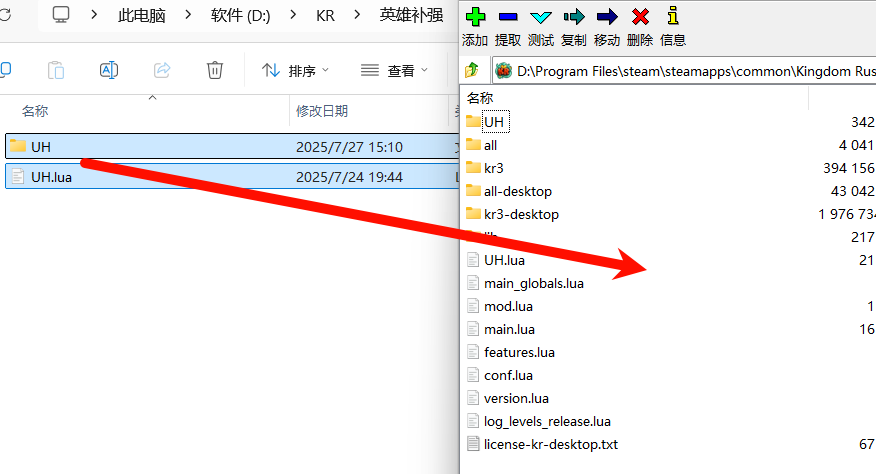 此电脑 > 软件 (D:) > KR > 英雄补强
排序 查看
名称 修改日期
UH 2025/7/27 15:10
UH.lua 2025/7/24 19:44
添加 提取 测试 复制 移动 删除 信息
D:\Program Files\steam\steamapps\common\Kingdom Rus
名称
UH 342
all 4 041
kr3 394 156
all-desktop 43 042
kr3-desktop 1 976 734
217
UH.lua 21
main_globals.lua
mod.lua 1
main.lua 16
features.lua
conf.lua
version.lua
log_levels_release.lua
license-kr-desktop.txt 67